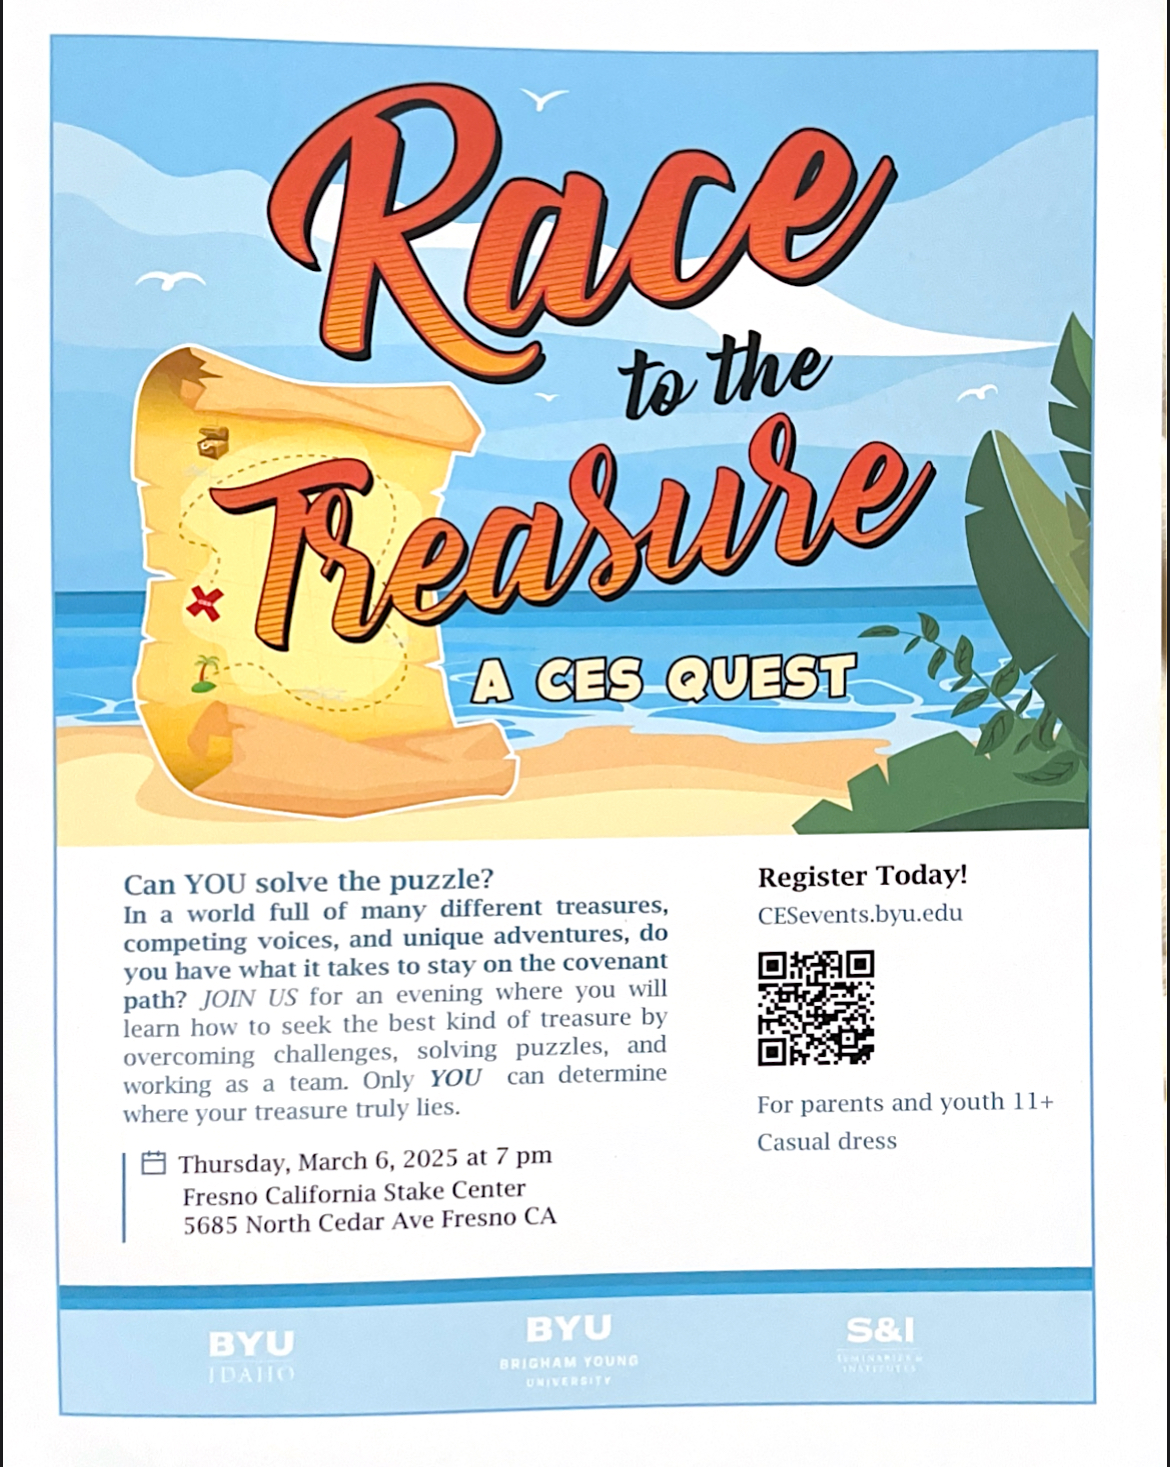 Race
to the
Treasure
A CES QUEST
Can YOU solve the puzzle?
In a world full of many different treasures,
competing voices, and unique adventures, do
you have what it takes to stay on the covenant
path? JOIN US for an evening where you will
learn how to seek the best kind of treasure by
overcoming challenges, solving puzzles, and
working as a team. Only YOU can determine
where your treasure truly lies.
Thursday, March 6, 2025 at 7 pm
Fresno California Stake Center
5685 North Cedar Ave Fresno CA
Register Today!
CESevents.byu.edu
For parents and youth 11+
Casual dress
BYU
IDAHO
BYU
BRIGHAM YOUNG
UNIVERSITY
S&I
SEMINARIES &
INSTITUTES